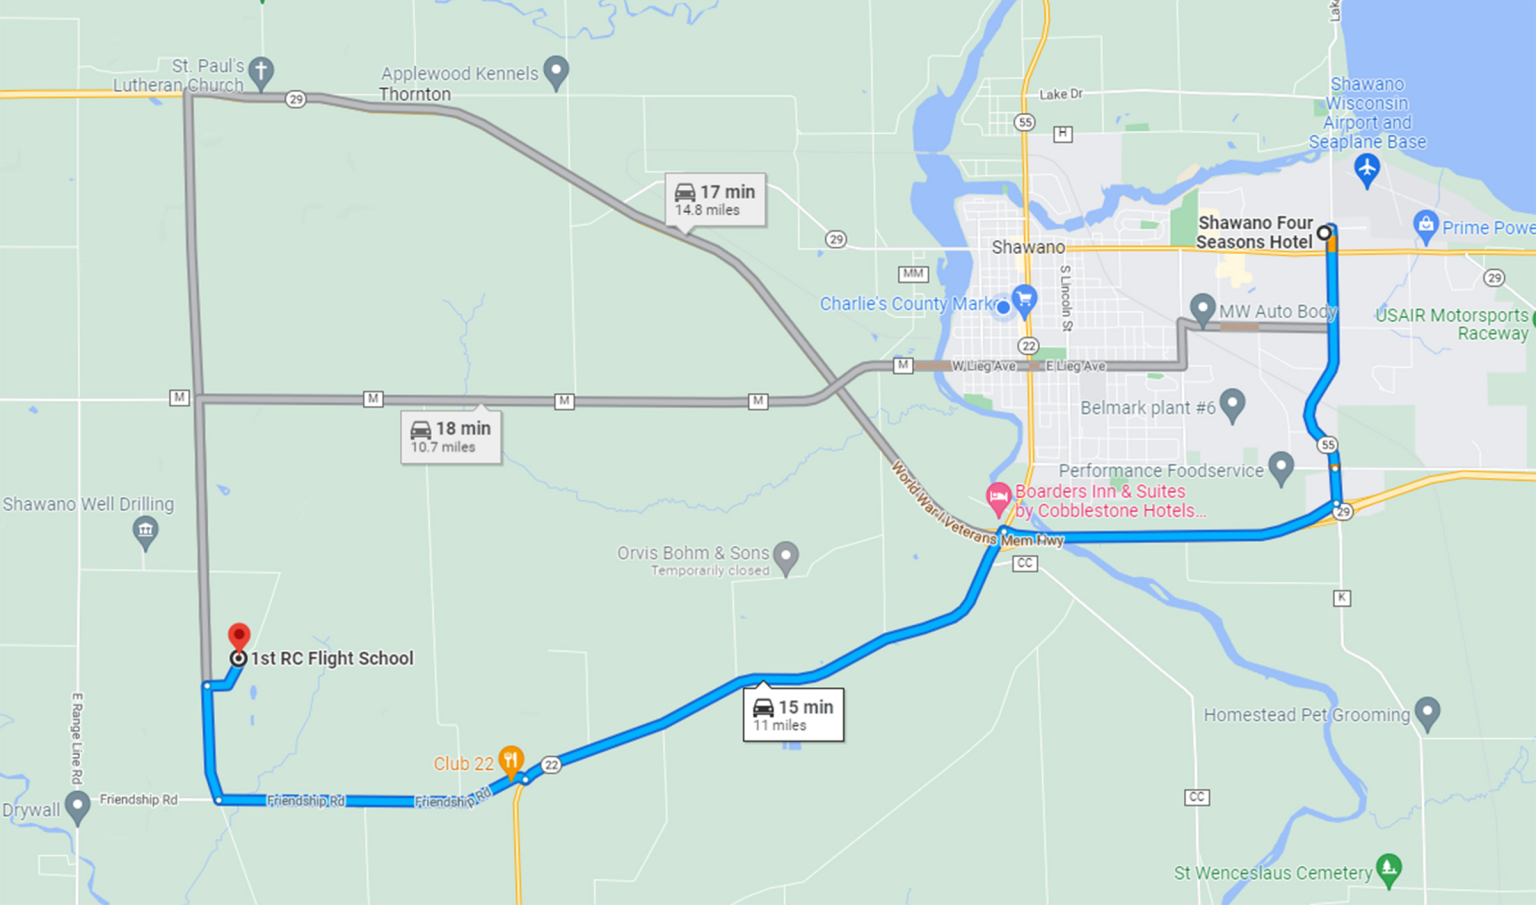 Lake
St. Paul's
Lutheran Church
29
Applewood Kennels
Thornton
Lake Dr
55
H
Shawano
Wisconsin
Airport and
Seaplane Base
17 min
14.8 miles
Shawano Four
Seasons Hotel
Prime Powe
29
Shawano
MM
29
S Lincoln St
Charlie's County Marke
MW Auto Body
USAIR Motorsports
Raceway
22
M
W Lieg Ave
E Lieg Ave
M
M
M
M
18 min
10.7 miles
Belmark plant #6
55
Performance Foodservice
World War I Veterans Mem Hwy
Boarders Inn & Suites
by Cobblestone Hotels...
29
Shawano Well Drilling
Orvis Bohm & Sons
Temporarily closed
CC
K
1st RC Flight School
E Range Line Rd
15 min
11 miles
Homestead Pet Grooming
Club 22
22
Drywall
Friendship Rd
Friendship Rd
Friendship Rd
CC
St Wenceslaus Cemetery